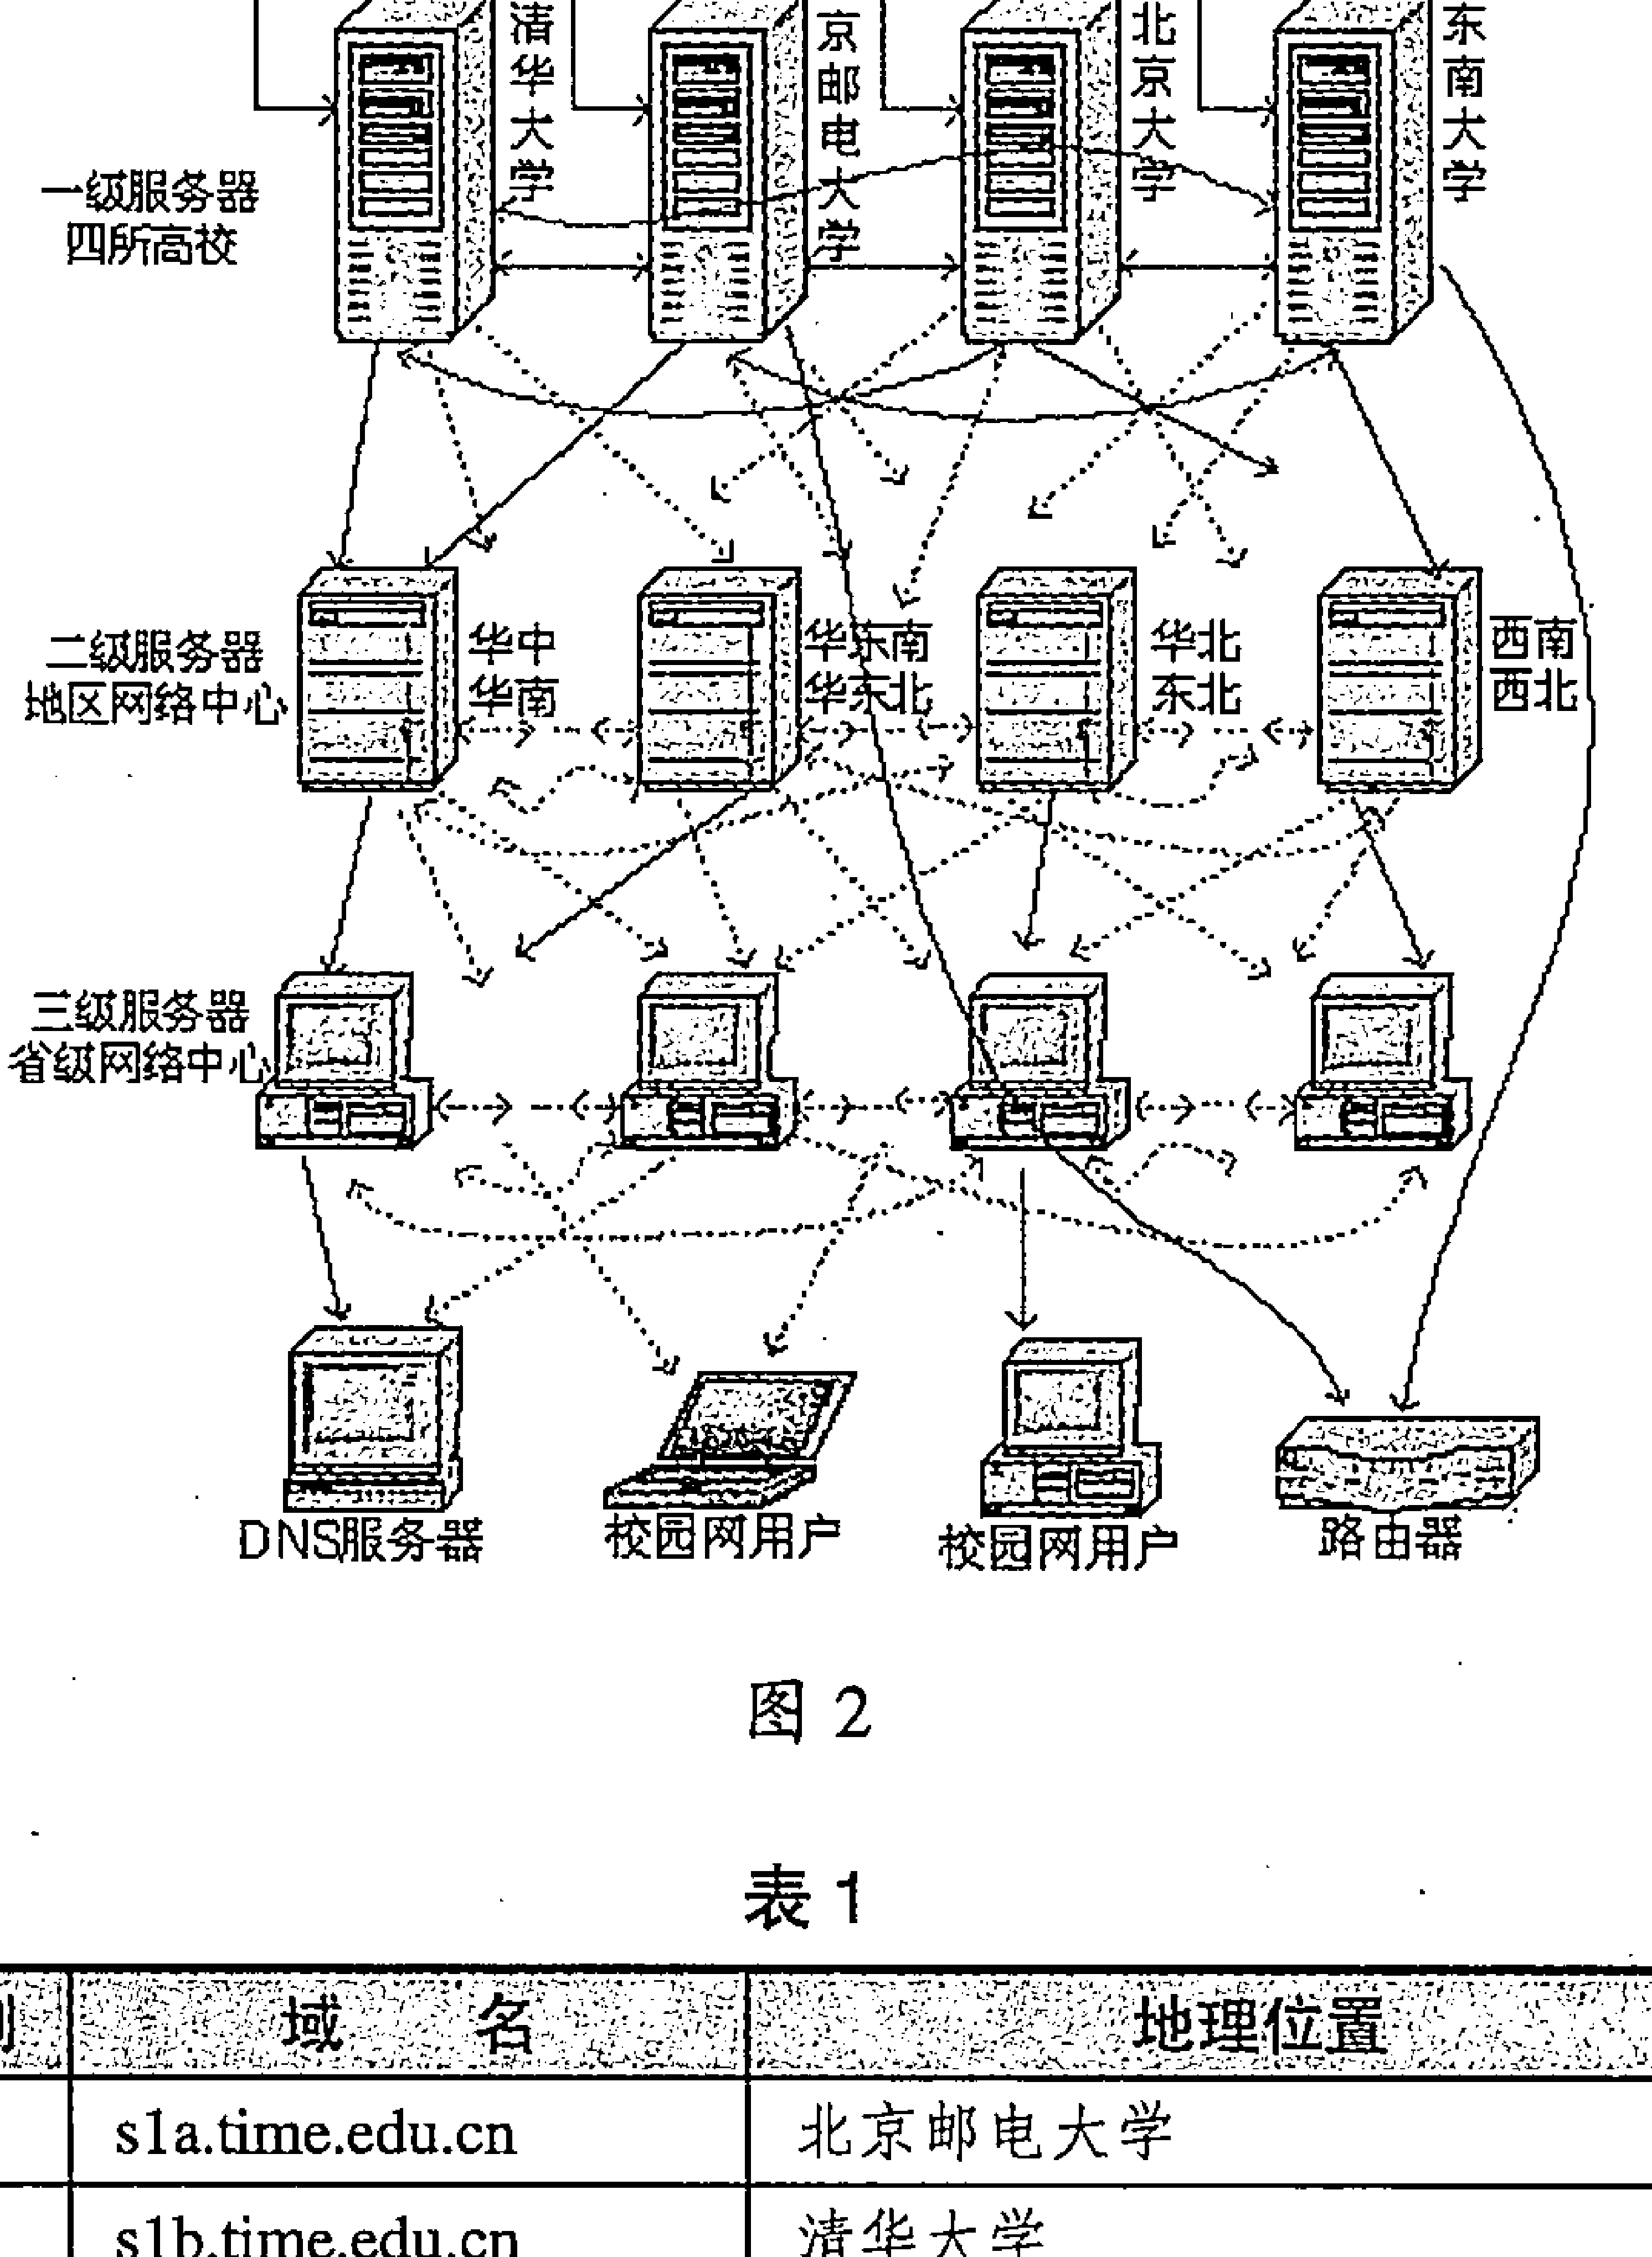 清华大学
京邮电大学
北京大学
东南大学
一级服务器
四所高校
二级服务器
地区网络中心
华中
华南
华东南
华东北
华北
东北
西南
西北
三级服务器
省级网络中心
DNS服务器
校园网用户
校园网用户
路由器
图 2
表 1
域 名
地理位置
s1a.time.edu.cn
北京邮电大学
s1b.time.edu.cn
清华大学